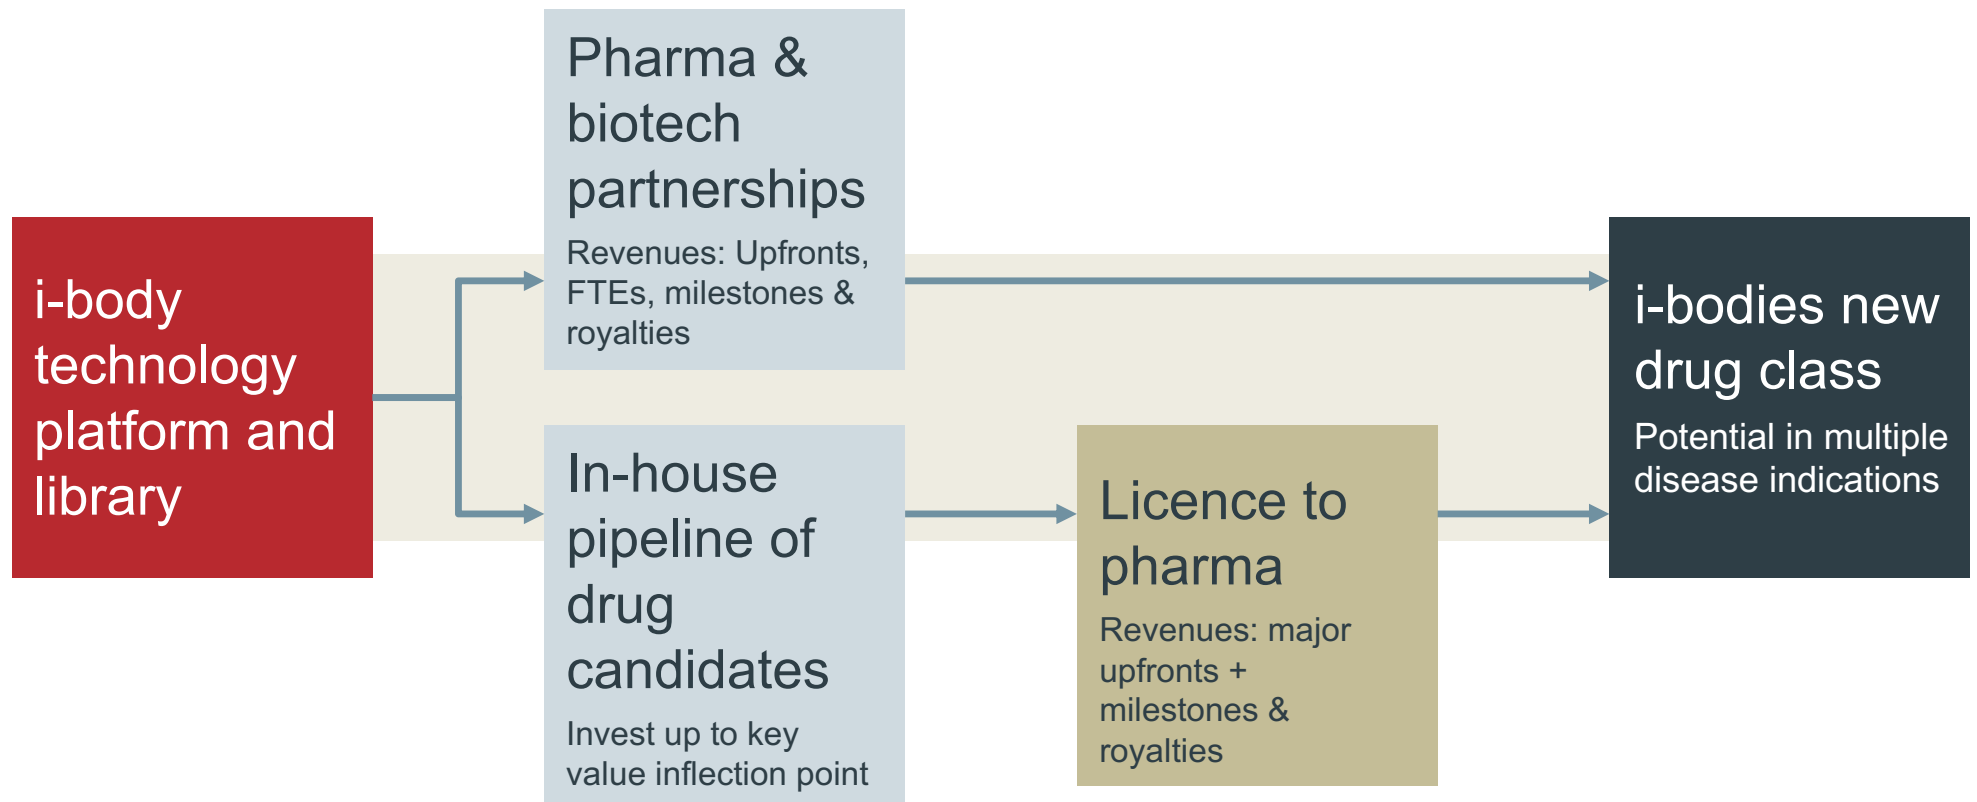 i-body
technology
platform and
library
Pharma &
biotech
partnerships
Revenues: Upfronts,
FTEs, milestones &
royalties
In-house
pipeline of
drug
candidates
Invest up to key
value inflection point
Licence to
pharma
Revenues: major
upfronts +
milestones &
royalties
i-bodies new
drug class
Potential in multiple
disease indications